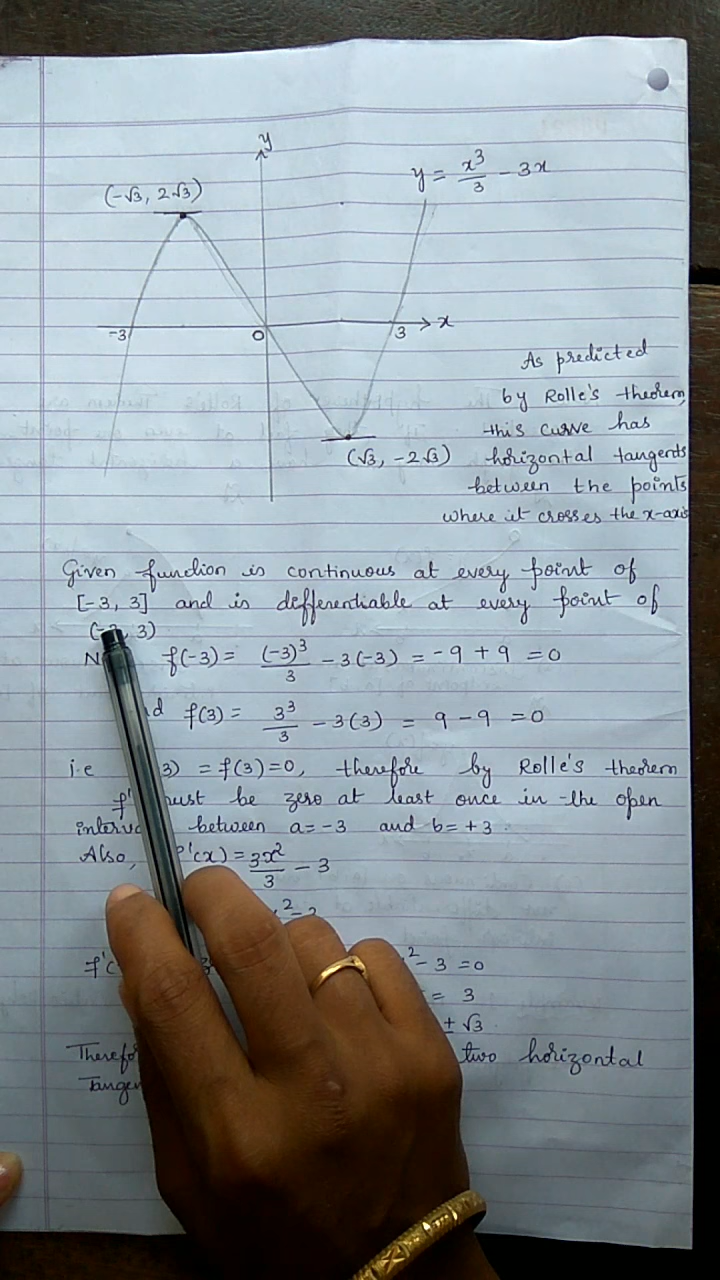 y
y = x³/3 - 3x
(-√3, 2√3)
-3 0 3 x
(√3, -2√3)
As predicted
by Rolle's theorem,
this curve has
horizontal tangents
between the points
where it crosses the x-axis
Given function is continuous at every point of
[-3, 3] and is differentiable at every point of
3)
f(-3) = (-3)³/3 - 3(-3) = -9 + 9 = 0
f(3) = 3³/3 - 3(3) = 9 - 9 = 0
i.e 3) = f(3) = 0, therefore by Rolle's theorem
must be zero at least once in the open
between a = -3 and b = +3.
Also, (x) = 3x²/3 - 3
² - 3 = 0
= 3
± √3.
two horizontal